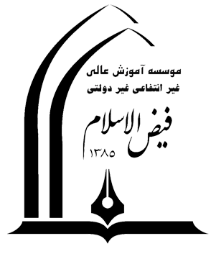 موسسه آموزش عالی
غیر انتفاعی غیر دولتی
فیض الاسلام
۱۳۸۵